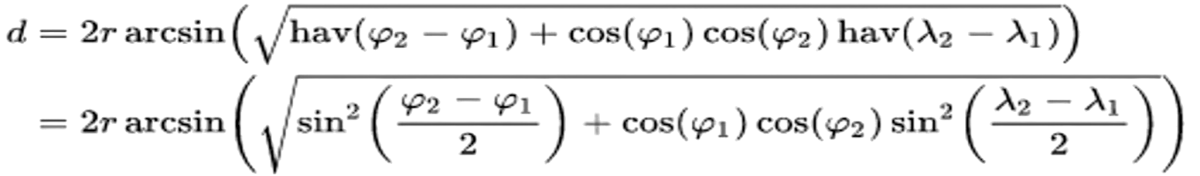 d = 2r arcsin(√(hav(φ₂ − φ₁) + cos(φ₁) cos(φ₂) hav(λ₂ − λ₁)))
= 2r arcsin(√(sin²((φ₂ − φ₁)/2) + cos(φ₁) cos(φ₂) sin²((λ₂ − λ₁)/2)))